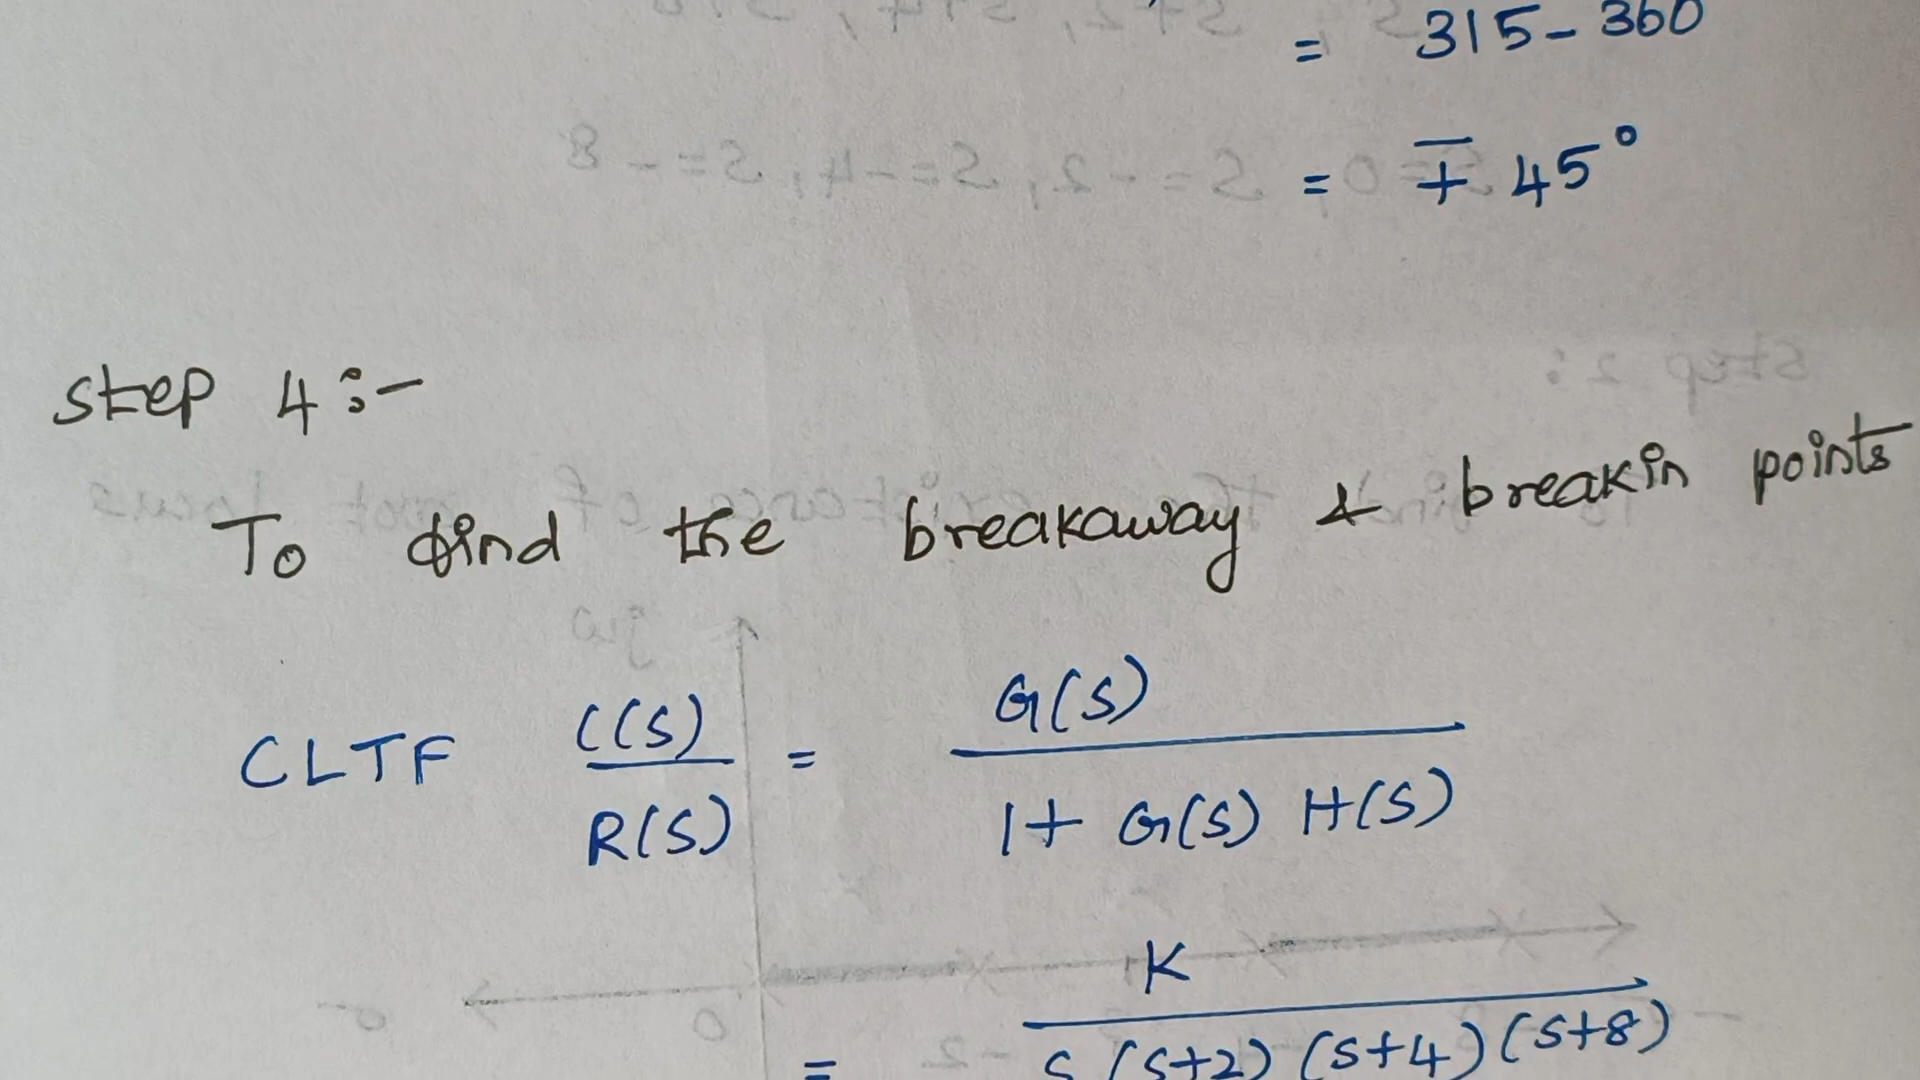 = 315 - 360
= ∓ 45°
Step 4 :-
To find the breakaway & breakin points
CLTF C(S)/R(S) = G(S)/(1 + G(S) H(S))
= K/(S (S+2) (S+4) (S+8))